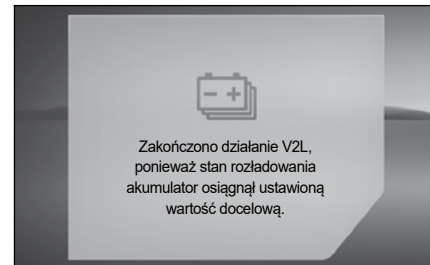 Zakończono działanie V2L,
ponieważ stan rozładowania
akumulator osiągnął ustawioną
wartość docelową.